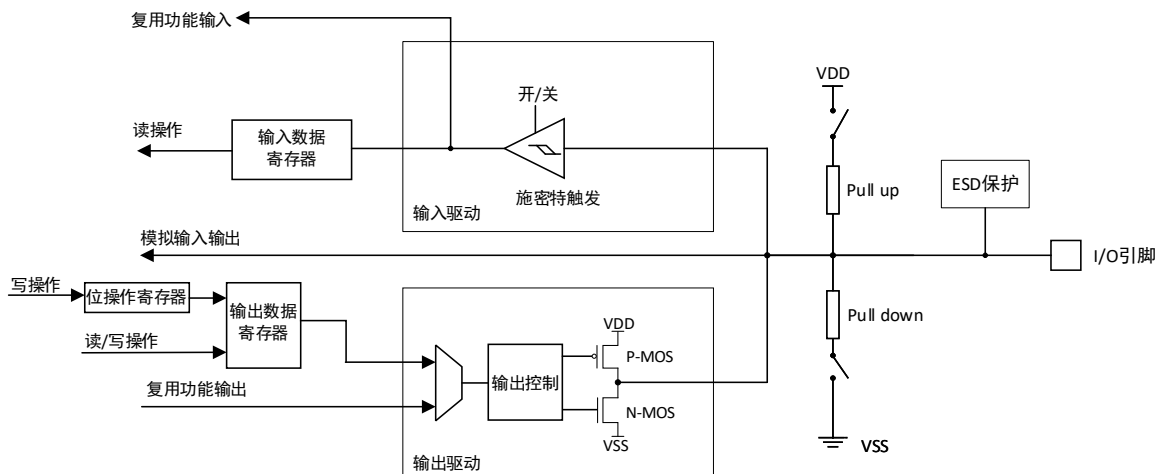 复用功能输入
VDD
开/关
读操作
输入数据
寄存器
施密特触发
输入驱动
Pull up
ESD保护
模拟输入输出
I/O引脚
写操作
位操作寄存器
输出数据
寄存器
读/写操作
复用功能输出
输出控制
VDD
P-MOS
N-MOS
VSS
输出驱动
Pull down
VSS